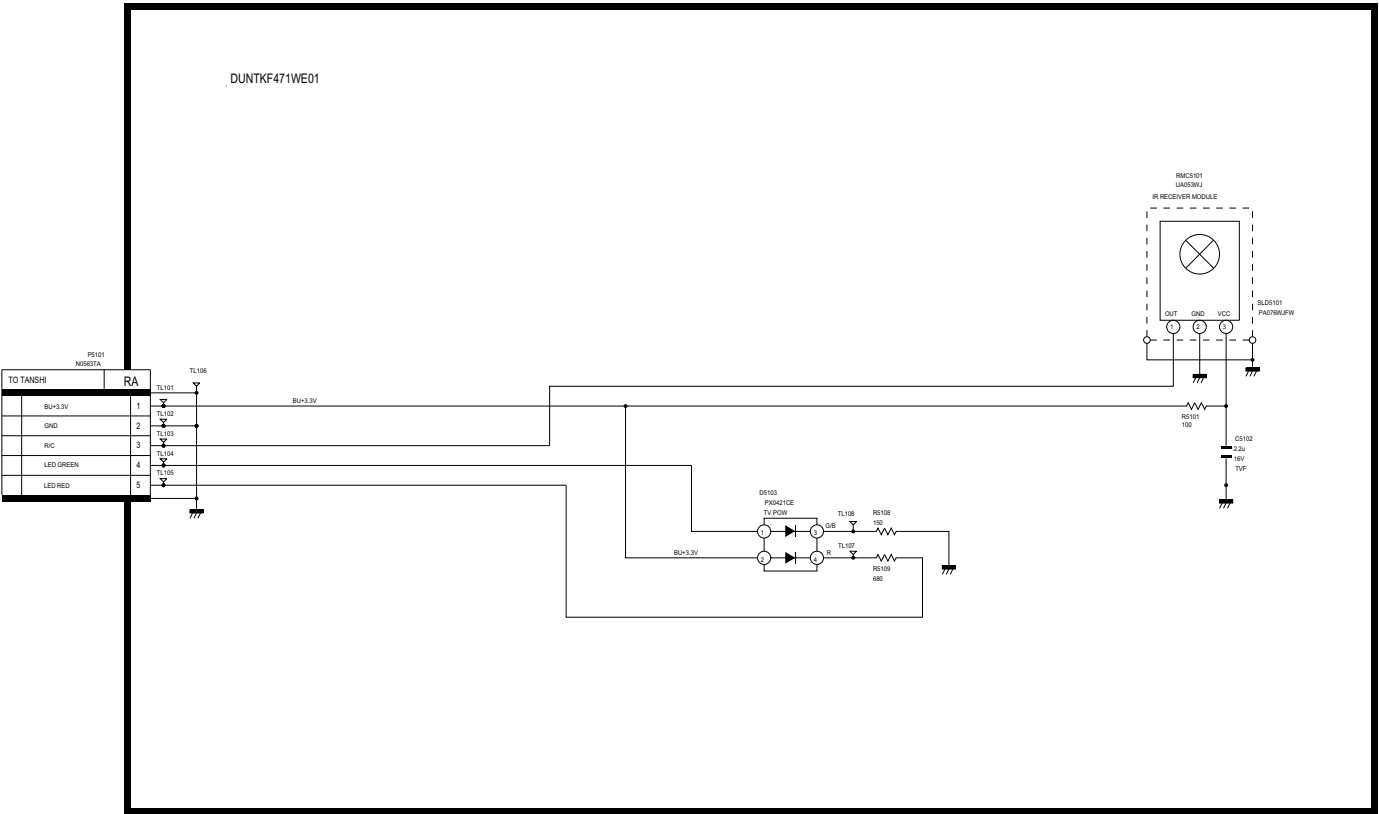 DUNTKF471WE01
RMC5101
UA053WJ
IR RECEIVER MODULE
OUT GND VCC
1 2 3
SLD5101
PA076WJFW
P5101
N0563TA
TO TANSHI RA
BU+3.3V 1
GND 2
R/C 3
LED GREEN 4
LED RED 5
TL106
TL101
TL102
TL103
TL104
TL105
BU+3.3V
R5101
100
C5102
2.2u
16V
TVF
D5103
PX0421CE
TV POW
1 3
2 4
G/B
R
TL108
TL107
R5108
150
R5109
680
BU+3.3V